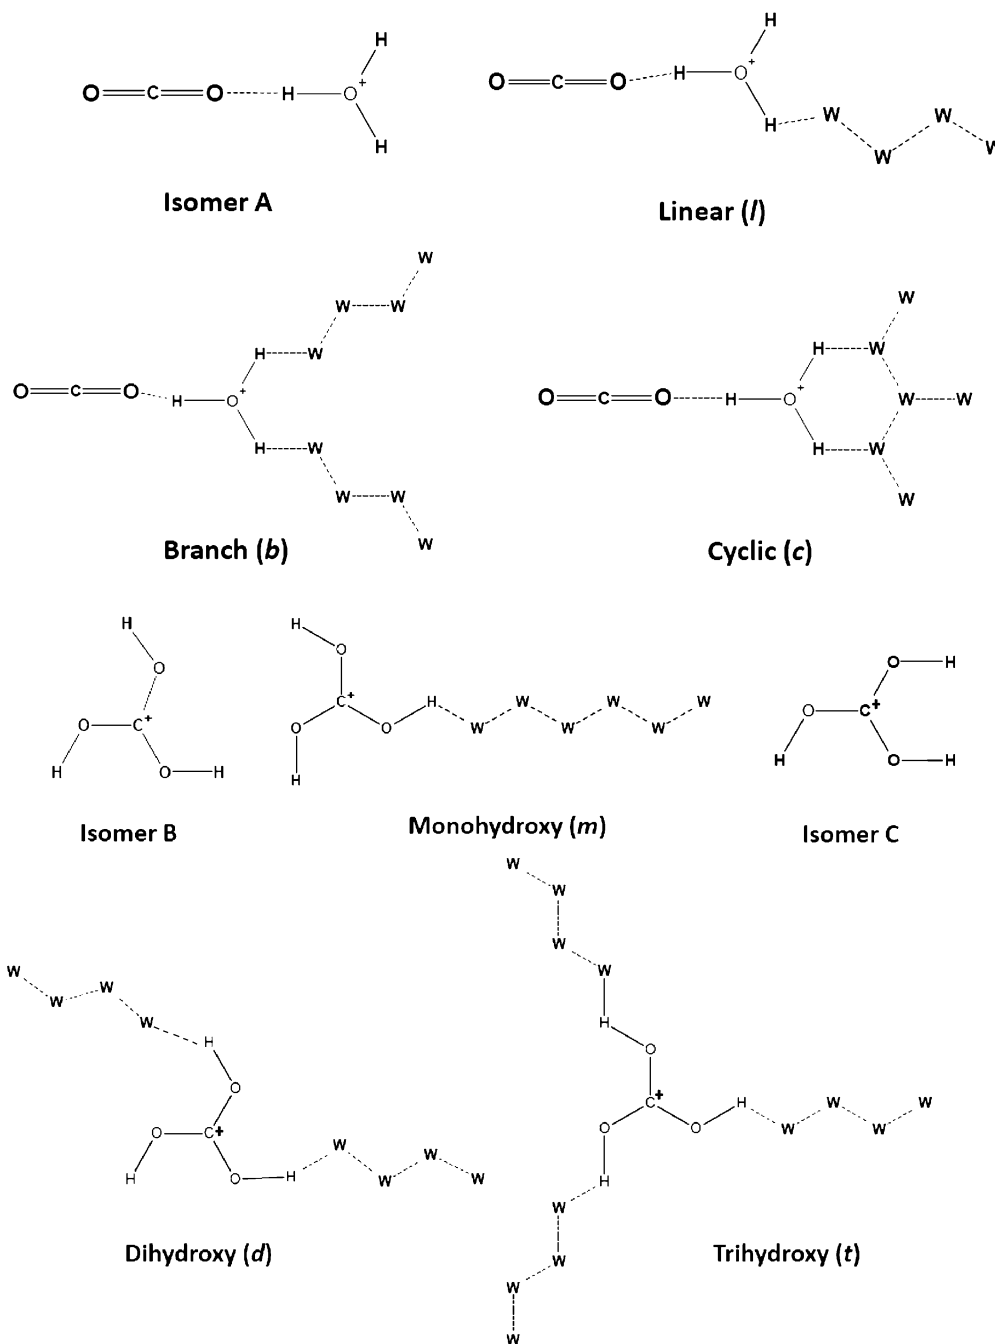 H
O C O H O+
H
Isomer A
H
O C O H O+
H W W W W
Linear (l)
W
W W
H W
O C O H O+
H W
W W
W
Branch (b)
W
H W
O C O H O+ W W
H W
W
Cyclic (c)
H
O
O C+
H O H
Isomer B
H
O
C+ H W W W
O O W W W
H
Monohydroxy (m)
O H
O C+
H O H
Isomer C
W W
W W
H
O
O C+
H O H W W W W
Dihydroxy (d)
W
W
W
W
H
O
C+ H W W
O O W W
H
W
W
W
W
Trihydroxy (t)